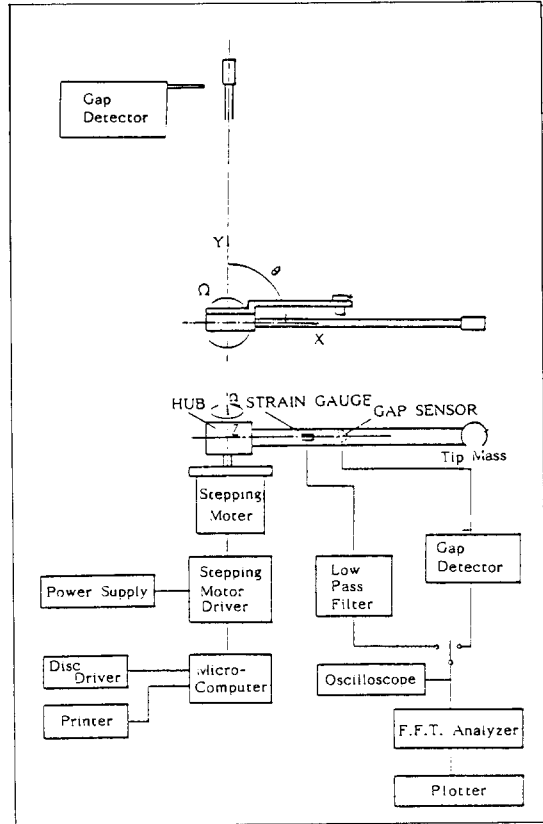 Gap
Detector
Y
θ
Ω
X
Ω
HUB
STRAIN GAUGE
GAP SENSOR
Z
Tip Mass
Stepping
Moter
Gap
Detector
Low
Pass
Filter
Stepping
Motor
Driver
Power Supply
Disc
Driver
Micro-
Computer
Oscilloscope
Printer
F.F.T. Analyzer
Plotter